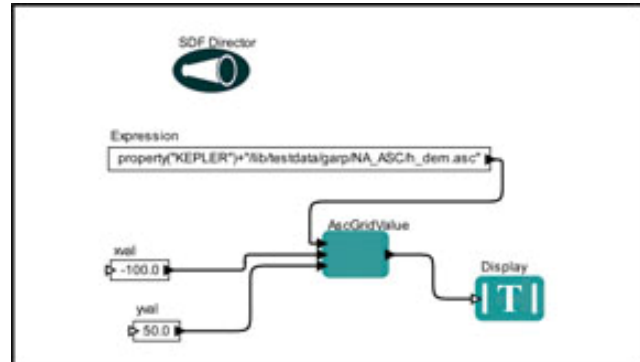 SDF Director
Expression
property("KEPLER")+"/lib/testdata/garp/NA_ASC/h_dem.asc"
AscGridValue
xval
-100.0
Display
T
yval
50.0